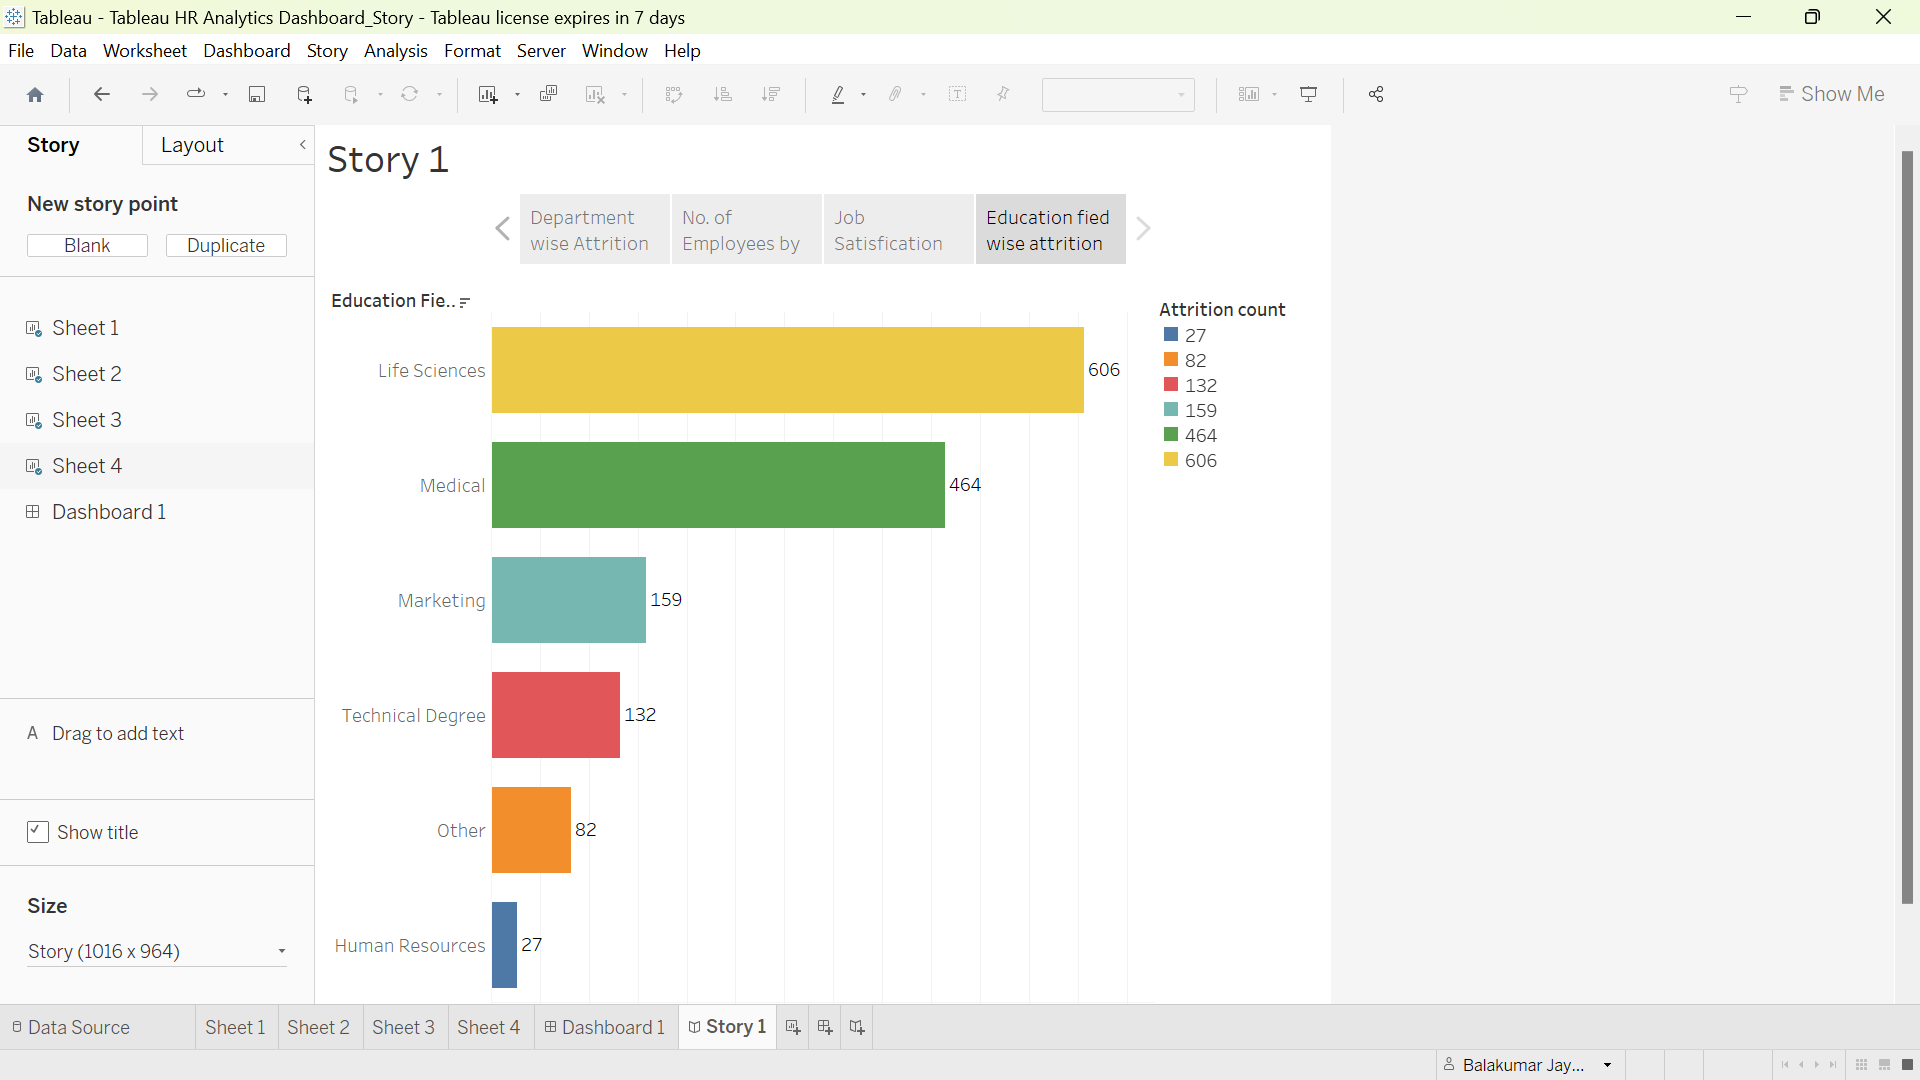 Tableau - Tableau HR Analytics Dashboard_Story - Tableau license expires in 7 days
File Data Worksheet Dashboard Story Analysis Format Server Window Help
Show Me
Story
Layout
New story point
Blank
Duplicate
Sheet 1
Sheet 2
Sheet 3
Sheet 4
Dashboard 1
A Drag to add text
Show title
Size
Story (1016 x 964)
Story 1
Department
wise Attrition
No. of
Employees by
Job
Satisfication
Education fied
wise attrition
Education Fie..
Life Sciences 606
Medical 464
Marketing 159
Technical Degree 132
Other 82
Human Resources 27
Attrition count
27
82
132
159
464
606
Data Source Sheet 1 Sheet 2 Sheet 3 Sheet 4 Dashboard 1 Story 1
Balakumar Jay...